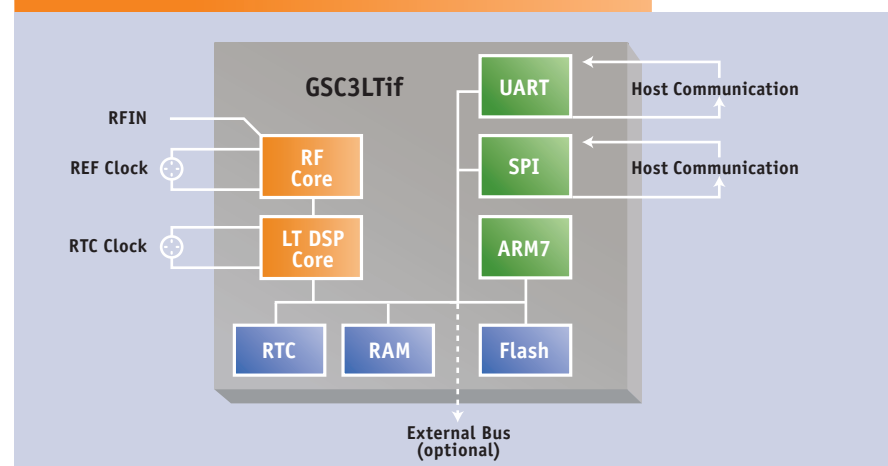 GSC3LTif
UART
Host Communication
RFIN
REF Clock
RF
Core
SPI
Host Communication
RTC Clock
LT DSP
Core
ARM7
RTC
RAM
Flash
External Bus
(optional)